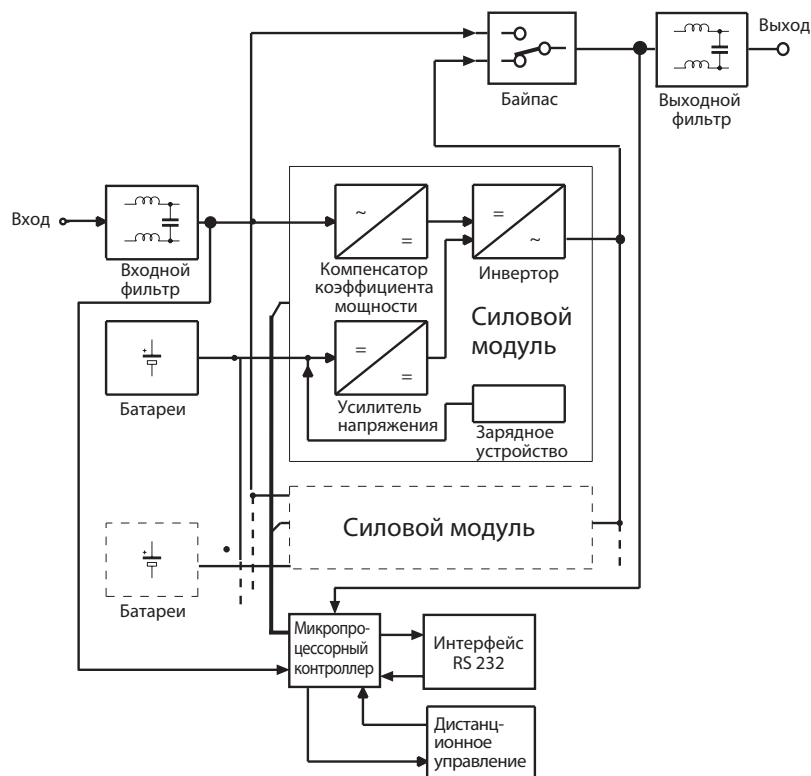 Выход
Байпас
Выходной
фильтр
Вход
Входной
фильтр
~
=
Компенсатор
коэффициента
мощности
=
~
Инвертор
Силовой
модуль
+
Батареи
=
=
Усилитель
напряжения
Зарядное
устройство
Силовой модуль
+
Батареи
Микропро-
цессорный
контроллер
Интерфейс
RS 232
Дистанц-
ионное
управление